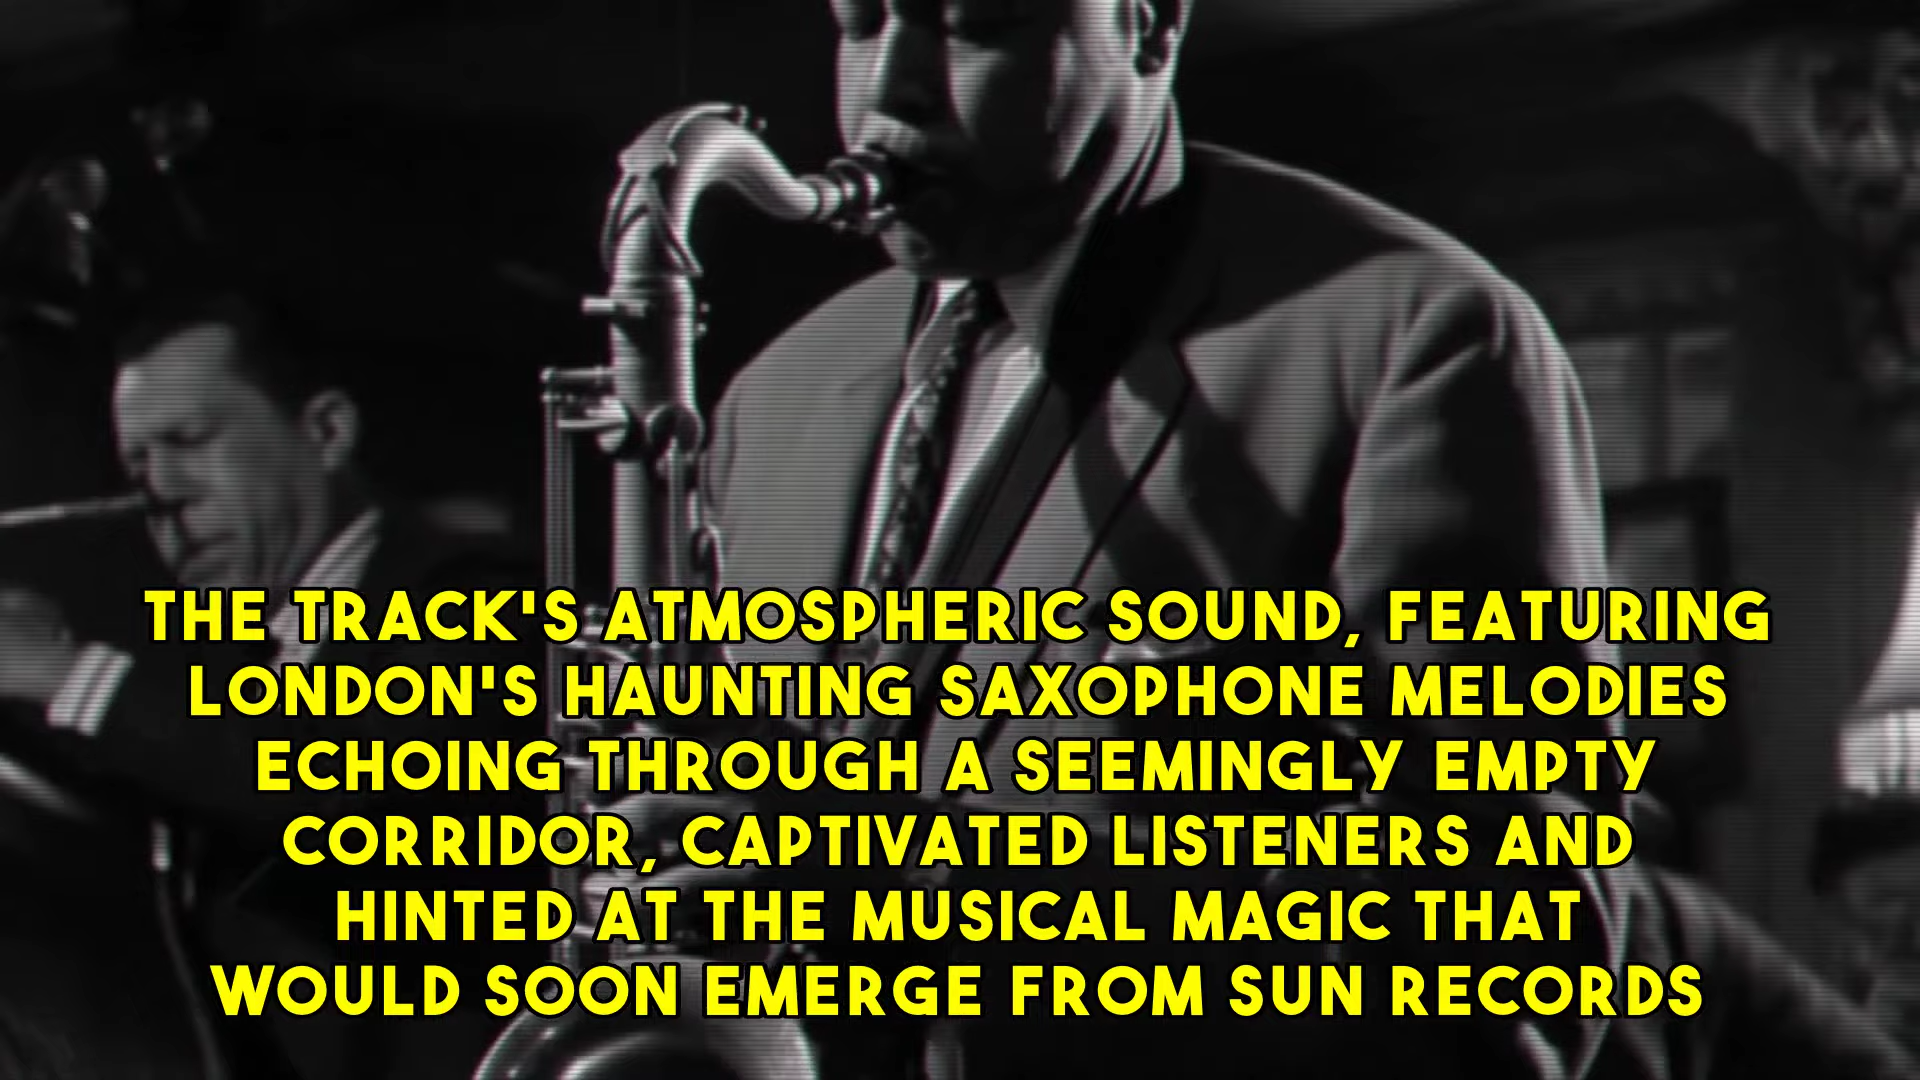 THE TRACK'S ATMOSPHERIC SOUND, FEATURING
LONDON'S HAUNTING SAXOPHONE MELODIES
ECHOING THROUGH A SEEMINGLY EMPTY
CORRIDOR, CAPTIVATED LISTENERS AND
HINTED AT THE MUSICAL MAGIC THAT
WOULD SOON EMERGE FROM SUN RECORDS